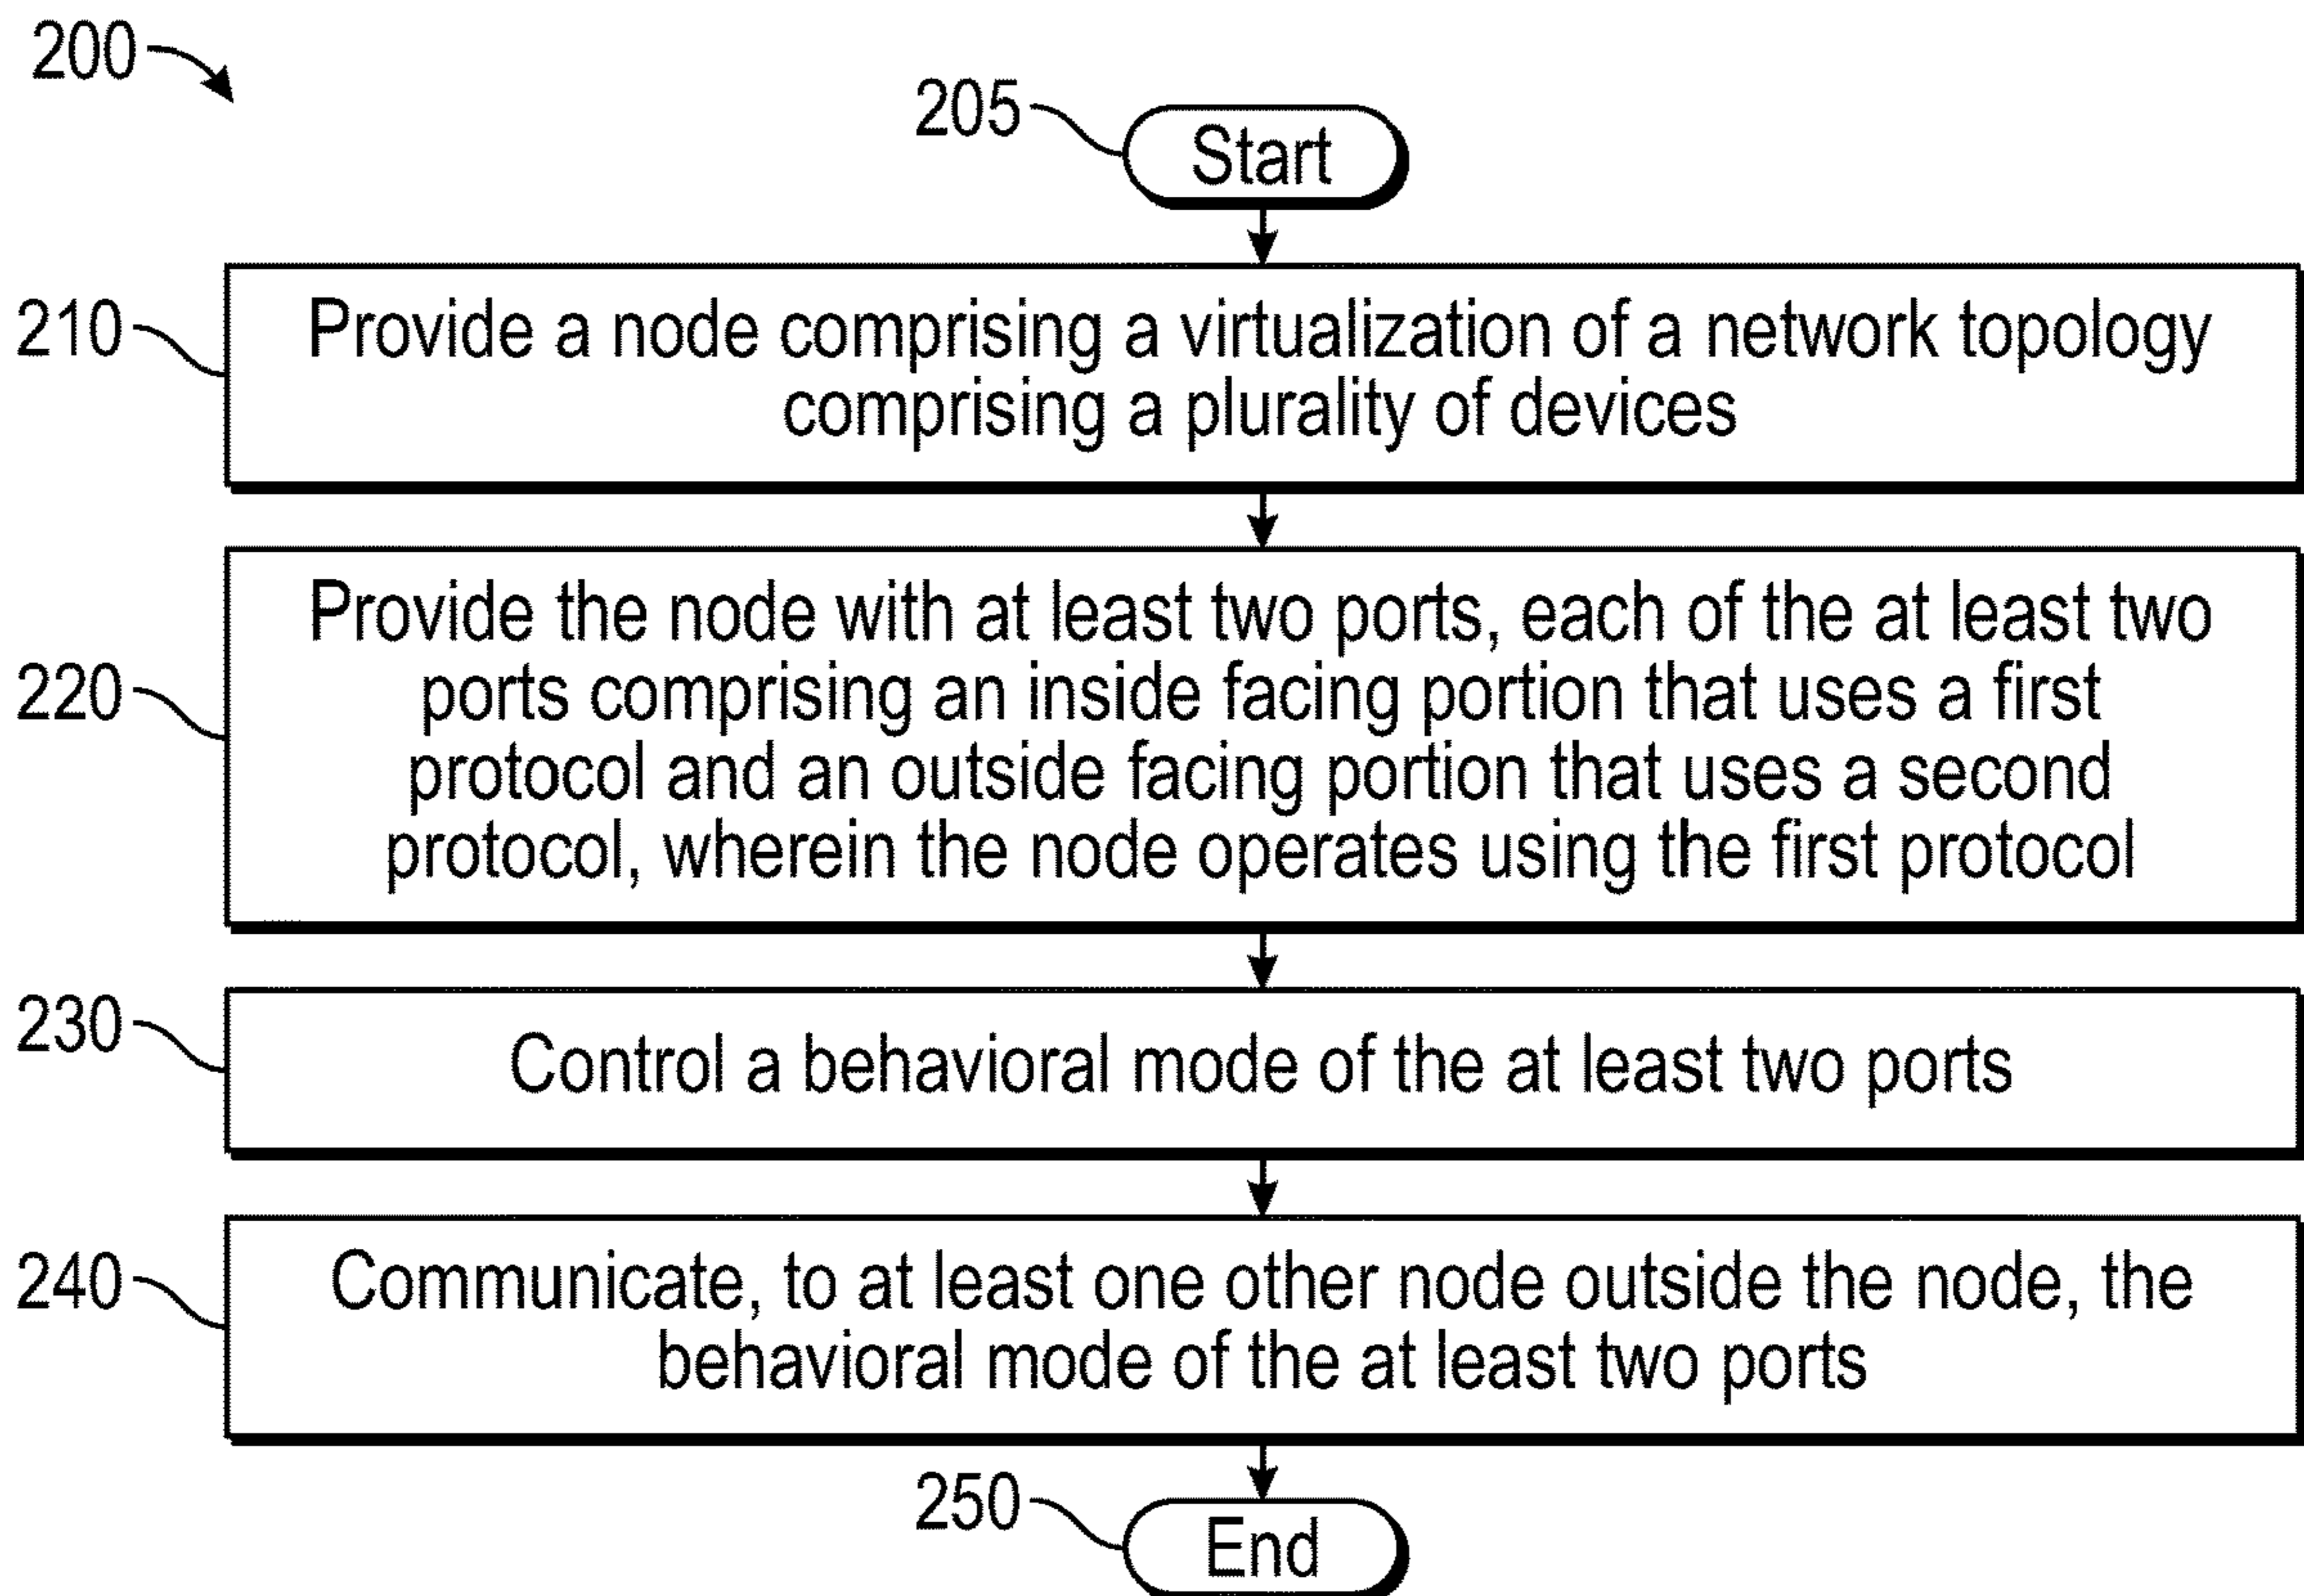 200
205
Start
210
Provide a node comprising a virtualization of a network topology
comprising a plurality of devices
220
Provide the node with at least two ports, each of the at least two
ports comprising an inside facing portion that uses a first
protocol and an outside facing portion that uses a second
protocol, wherein the node operates using the first protocol
230
Control a behavioral mode of the at least two ports
240
Communicate, to at least one other node outside the node, the
behavioral mode of the at least two ports
250
End